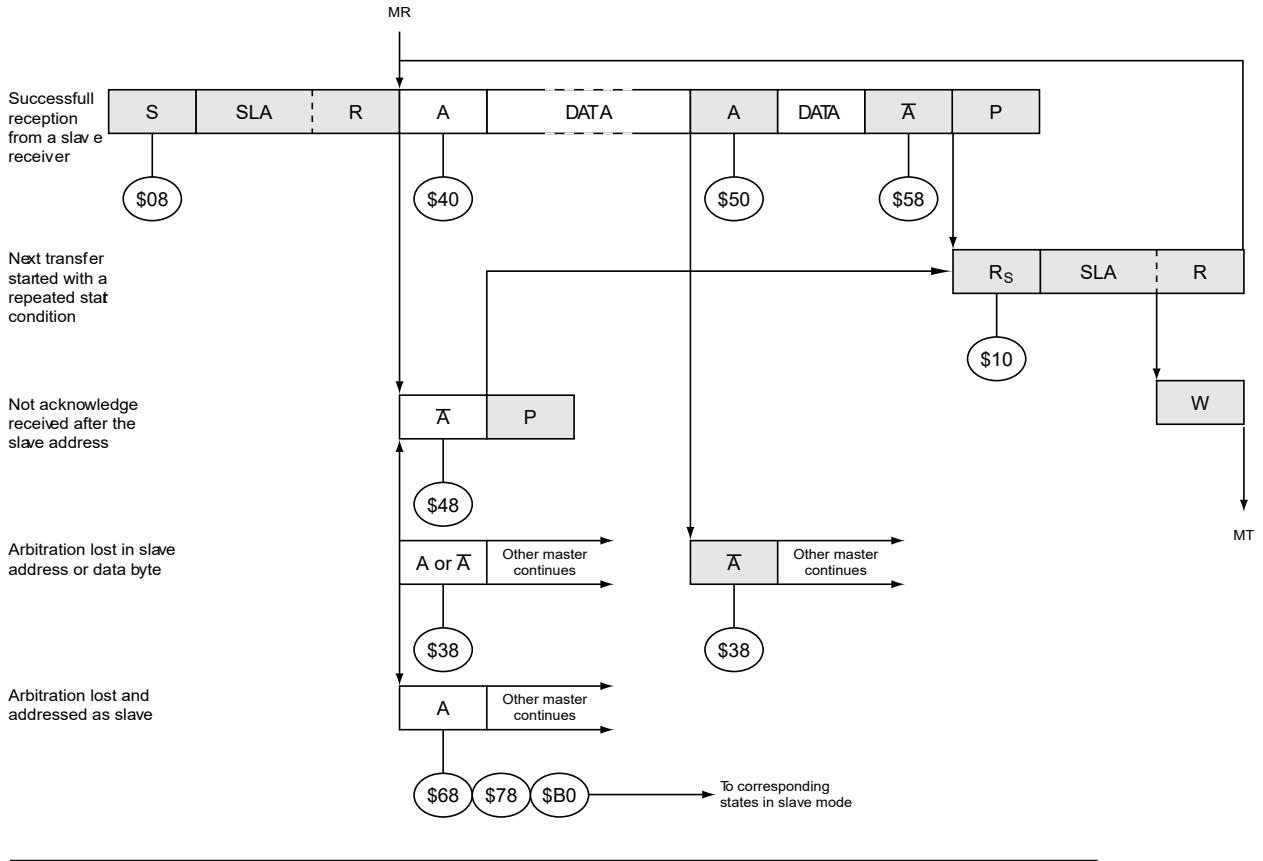 MR
Successfull
reception
from a slav e
receiver
S SLA R A DATA A DATA A̅ P
$08 $40 $50 $58
Next transfer
started with a
repeated stat
condition
RS SLA R
$10
Not acknowledge
received after the
slave address
A̅ P
W
$48
MT
Arbitration lost in slave
address or data byte
A or A̅ Other master
continues
A̅ Other master
continues
$38 $38
Arbitration lost and
addressed as slave
A Other master
continues
$68 $78 $B0 To corresponding
states in slave mode